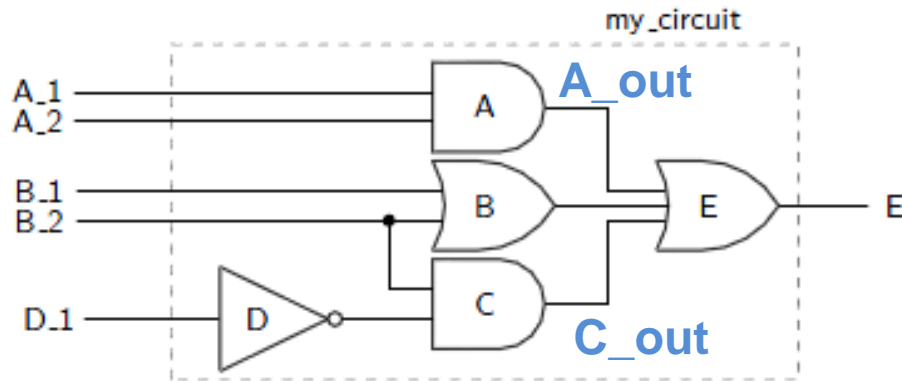 my_circuit
A_out
A_1
A_2
A
B_1
B_2
B
E
E
D_1
D
C
C_out